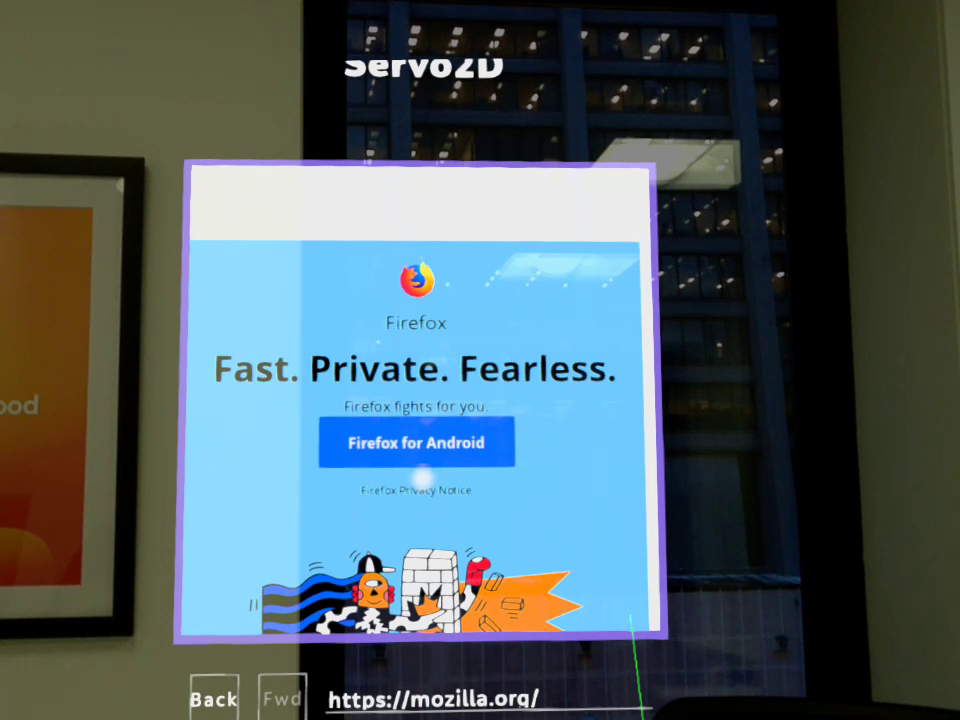 Servo2D
Firefox
Fast. Private. Fearless.
Firefox fights for you.
Firefox for Android
Firefox Privacy Notice
Back Fwd https://mozilla.org/